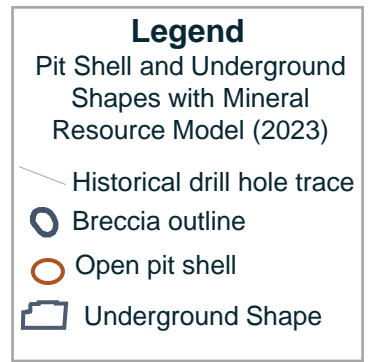 Legend
Pit Shell and Underground
Shapes with Mineral
Resource Model (2023)
Historical drill hole trace
Breccia outline
Open pit shell
Underground Shape